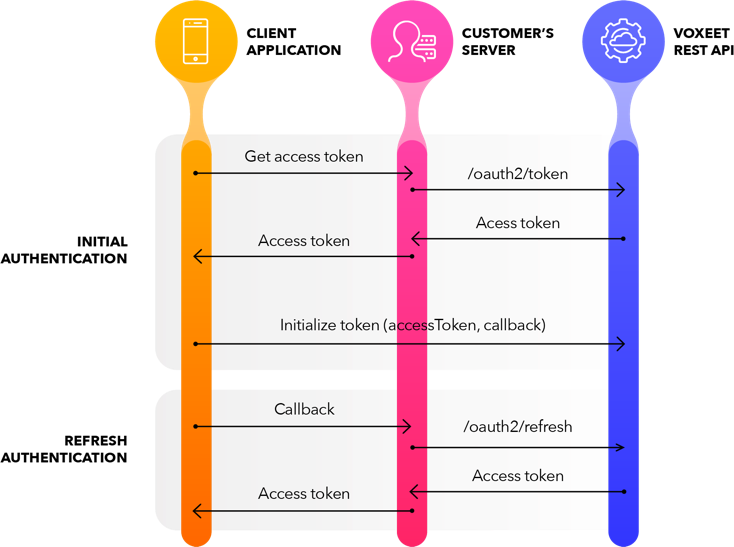 CLIENT
APPLICATION
CUSTOMER'S
SERVER
VOXEET
REST API
Get access token
/oauth2/token
Acess token
INITIAL
AUTHENTICATION
Access token
Initialize token (accessToken, callback)
Callback
/oauth2/refresh
REFRESH
AUTHENTICATION
Access token
Access token